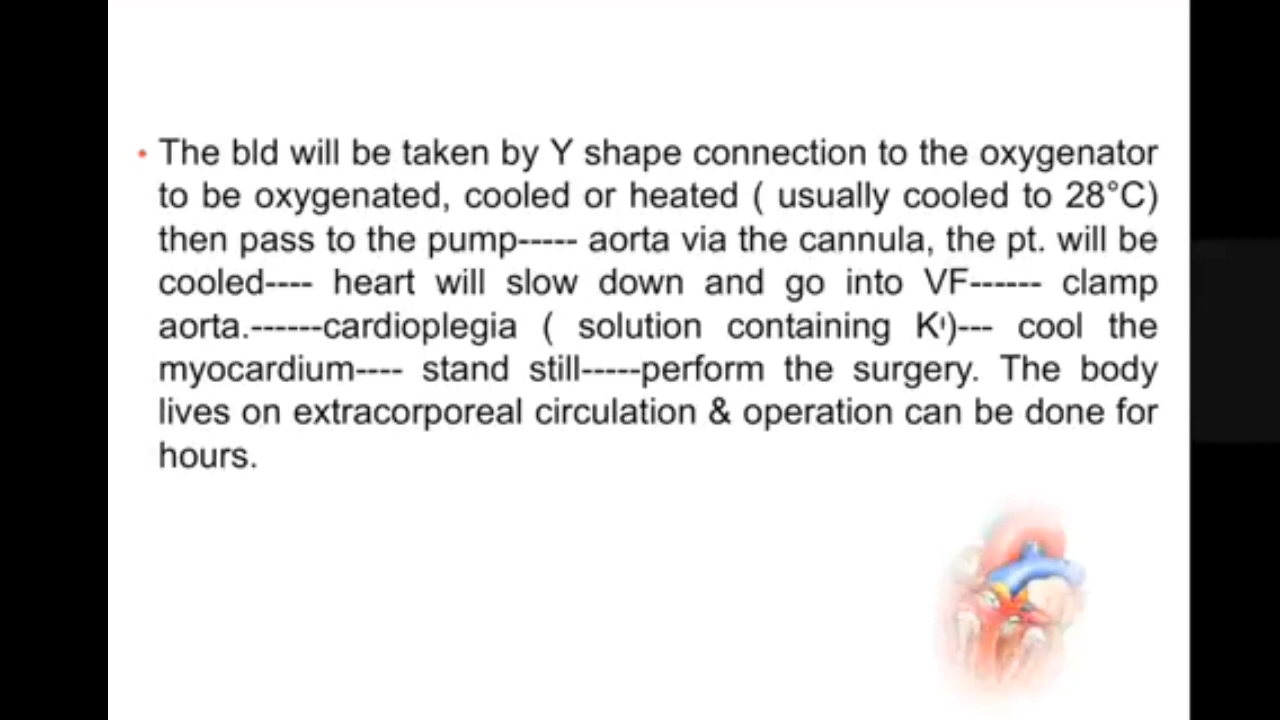 • The bld will be taken by Y shape connection to the oxygenator
to be oxygenated, cooled or heated ( usually cooled to 28°C)
then pass to the pump----- aorta via the cannula, the pt. will be
cooled---- heart will slow down and go into VF------ clamp
aorta.------cardioplegia ( solution containing K⁺)--- cool the
myocardium---- stand still-----perform the surgery. The body
lives on extracorporeal circulation & operation can be done for
hours.